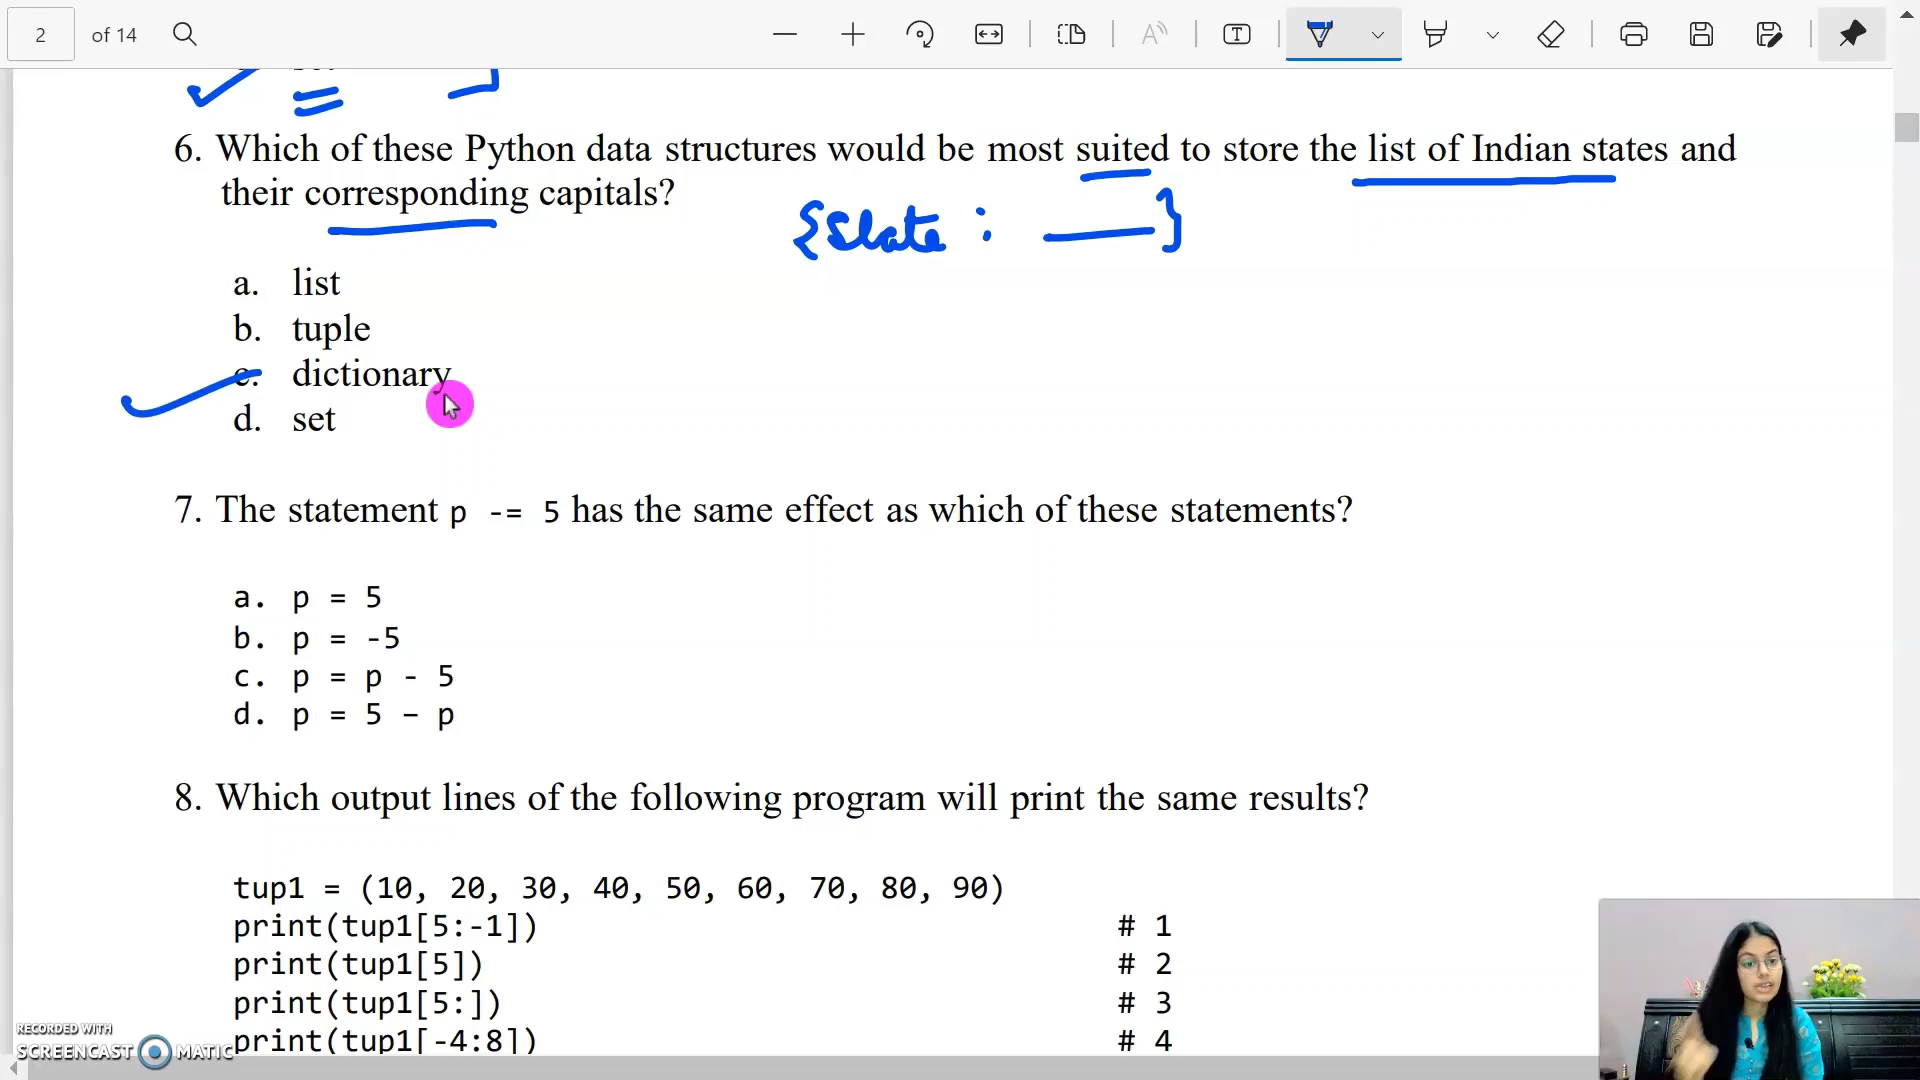 2 of 14
6. Which of these Python data structures would be most suited to store the list of Indian states and
their corresponding capitals?
{State : ___}
a. list
b. tuple
c. dictionary
d. set
7. The statement p -= 5 has the same effect as which of these statements?
a. p = 5
b. p = -5
c. p = p - 5
d. p = 5 – p
8. Which output lines of the following program will print the same results?
tup1 = (10, 20, 30, 40, 50, 60, 70, 80, 90)
print(tup1[5:-1]) # 1
print(tup1[5]) # 2
print(tup1[5:]) # 3
print(tup1[-4:8]) # 4
RECORDED WITH
SCREENCAST MATIC